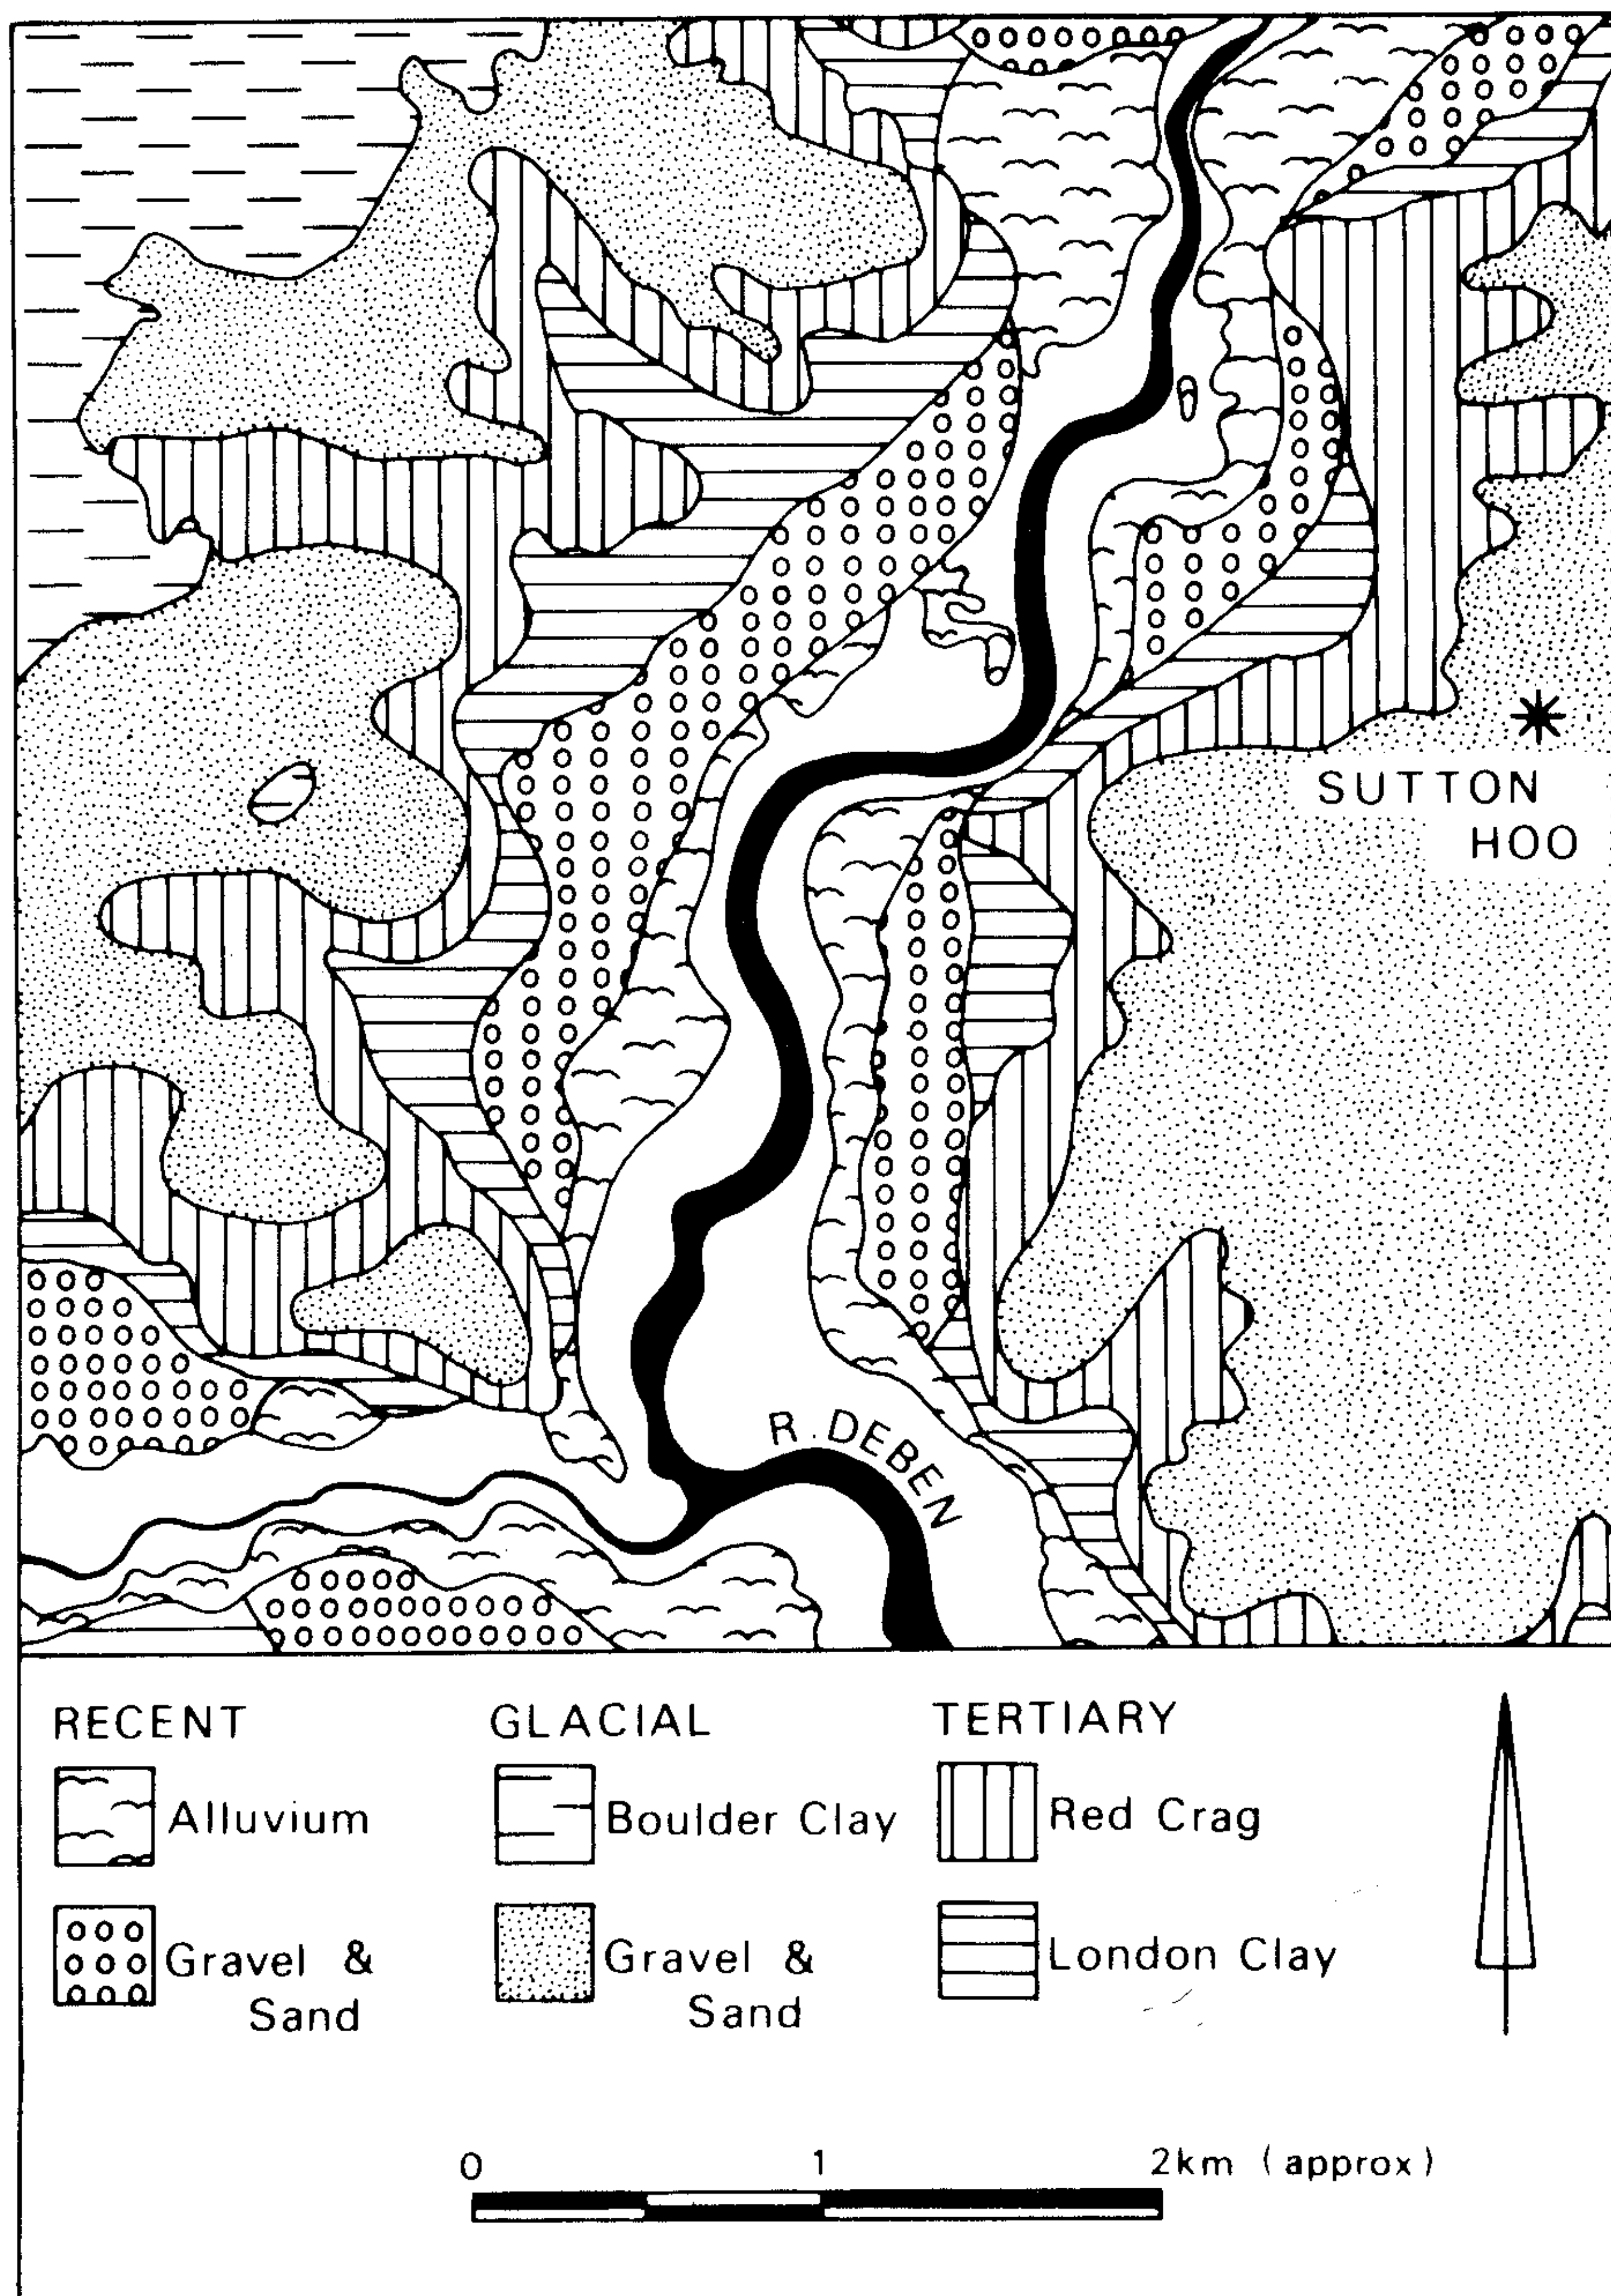 SUTTON
HOO
R. DEBEN
RECENT
Alluvium
Gravel &
Sand
GLACIAL
Boulder Clay
Gravel &
Sand
TERTIARY
Red Crag
London Clay
0 1 2km (approx)